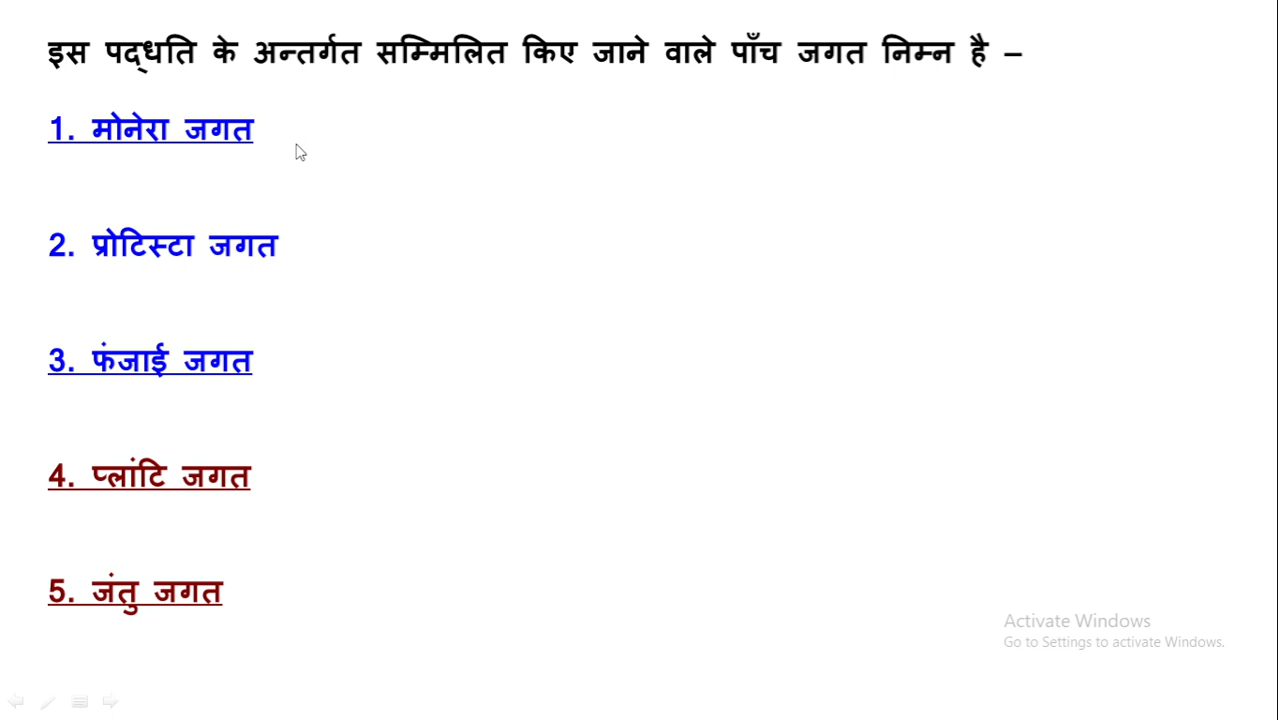 इस पद्धति के अन्तर्गत सम्मिलित किए जाने वाले पाँच जगत निम्न है –
1. मोनेरा जगत
2. प्रोटिस्टा जगत
3. फंजाई जगत
4. प्लांटि जगत
5. जंतु जगत
Activate Windows
Go to Settings to activate Windows.